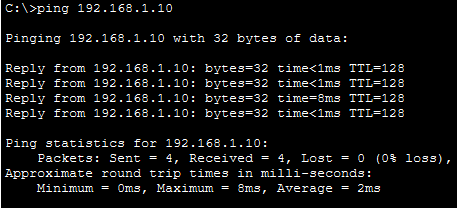 C:\>ping 192.168.1.10
Pinging 192.168.1.10 with 32 bytes of data:
Reply from 192.168.1.10: bytes=32 time<1ms TTL=128
Reply from 192.168.1.10: bytes=32 time<1ms TTL=128
Reply from 192.168.1.10: bytes=32 time=8ms TTL=128
Reply from 192.168.1.10: bytes=32 time<1ms TTL=128
Ping statistics for 192.168.1.10:
    Packets: Sent = 4, Received = 4, Lost = 0 (0% loss),
Approximate round trip times in milli-seconds:
    Minimum = 0ms, Maximum = 8ms, Average = 2ms